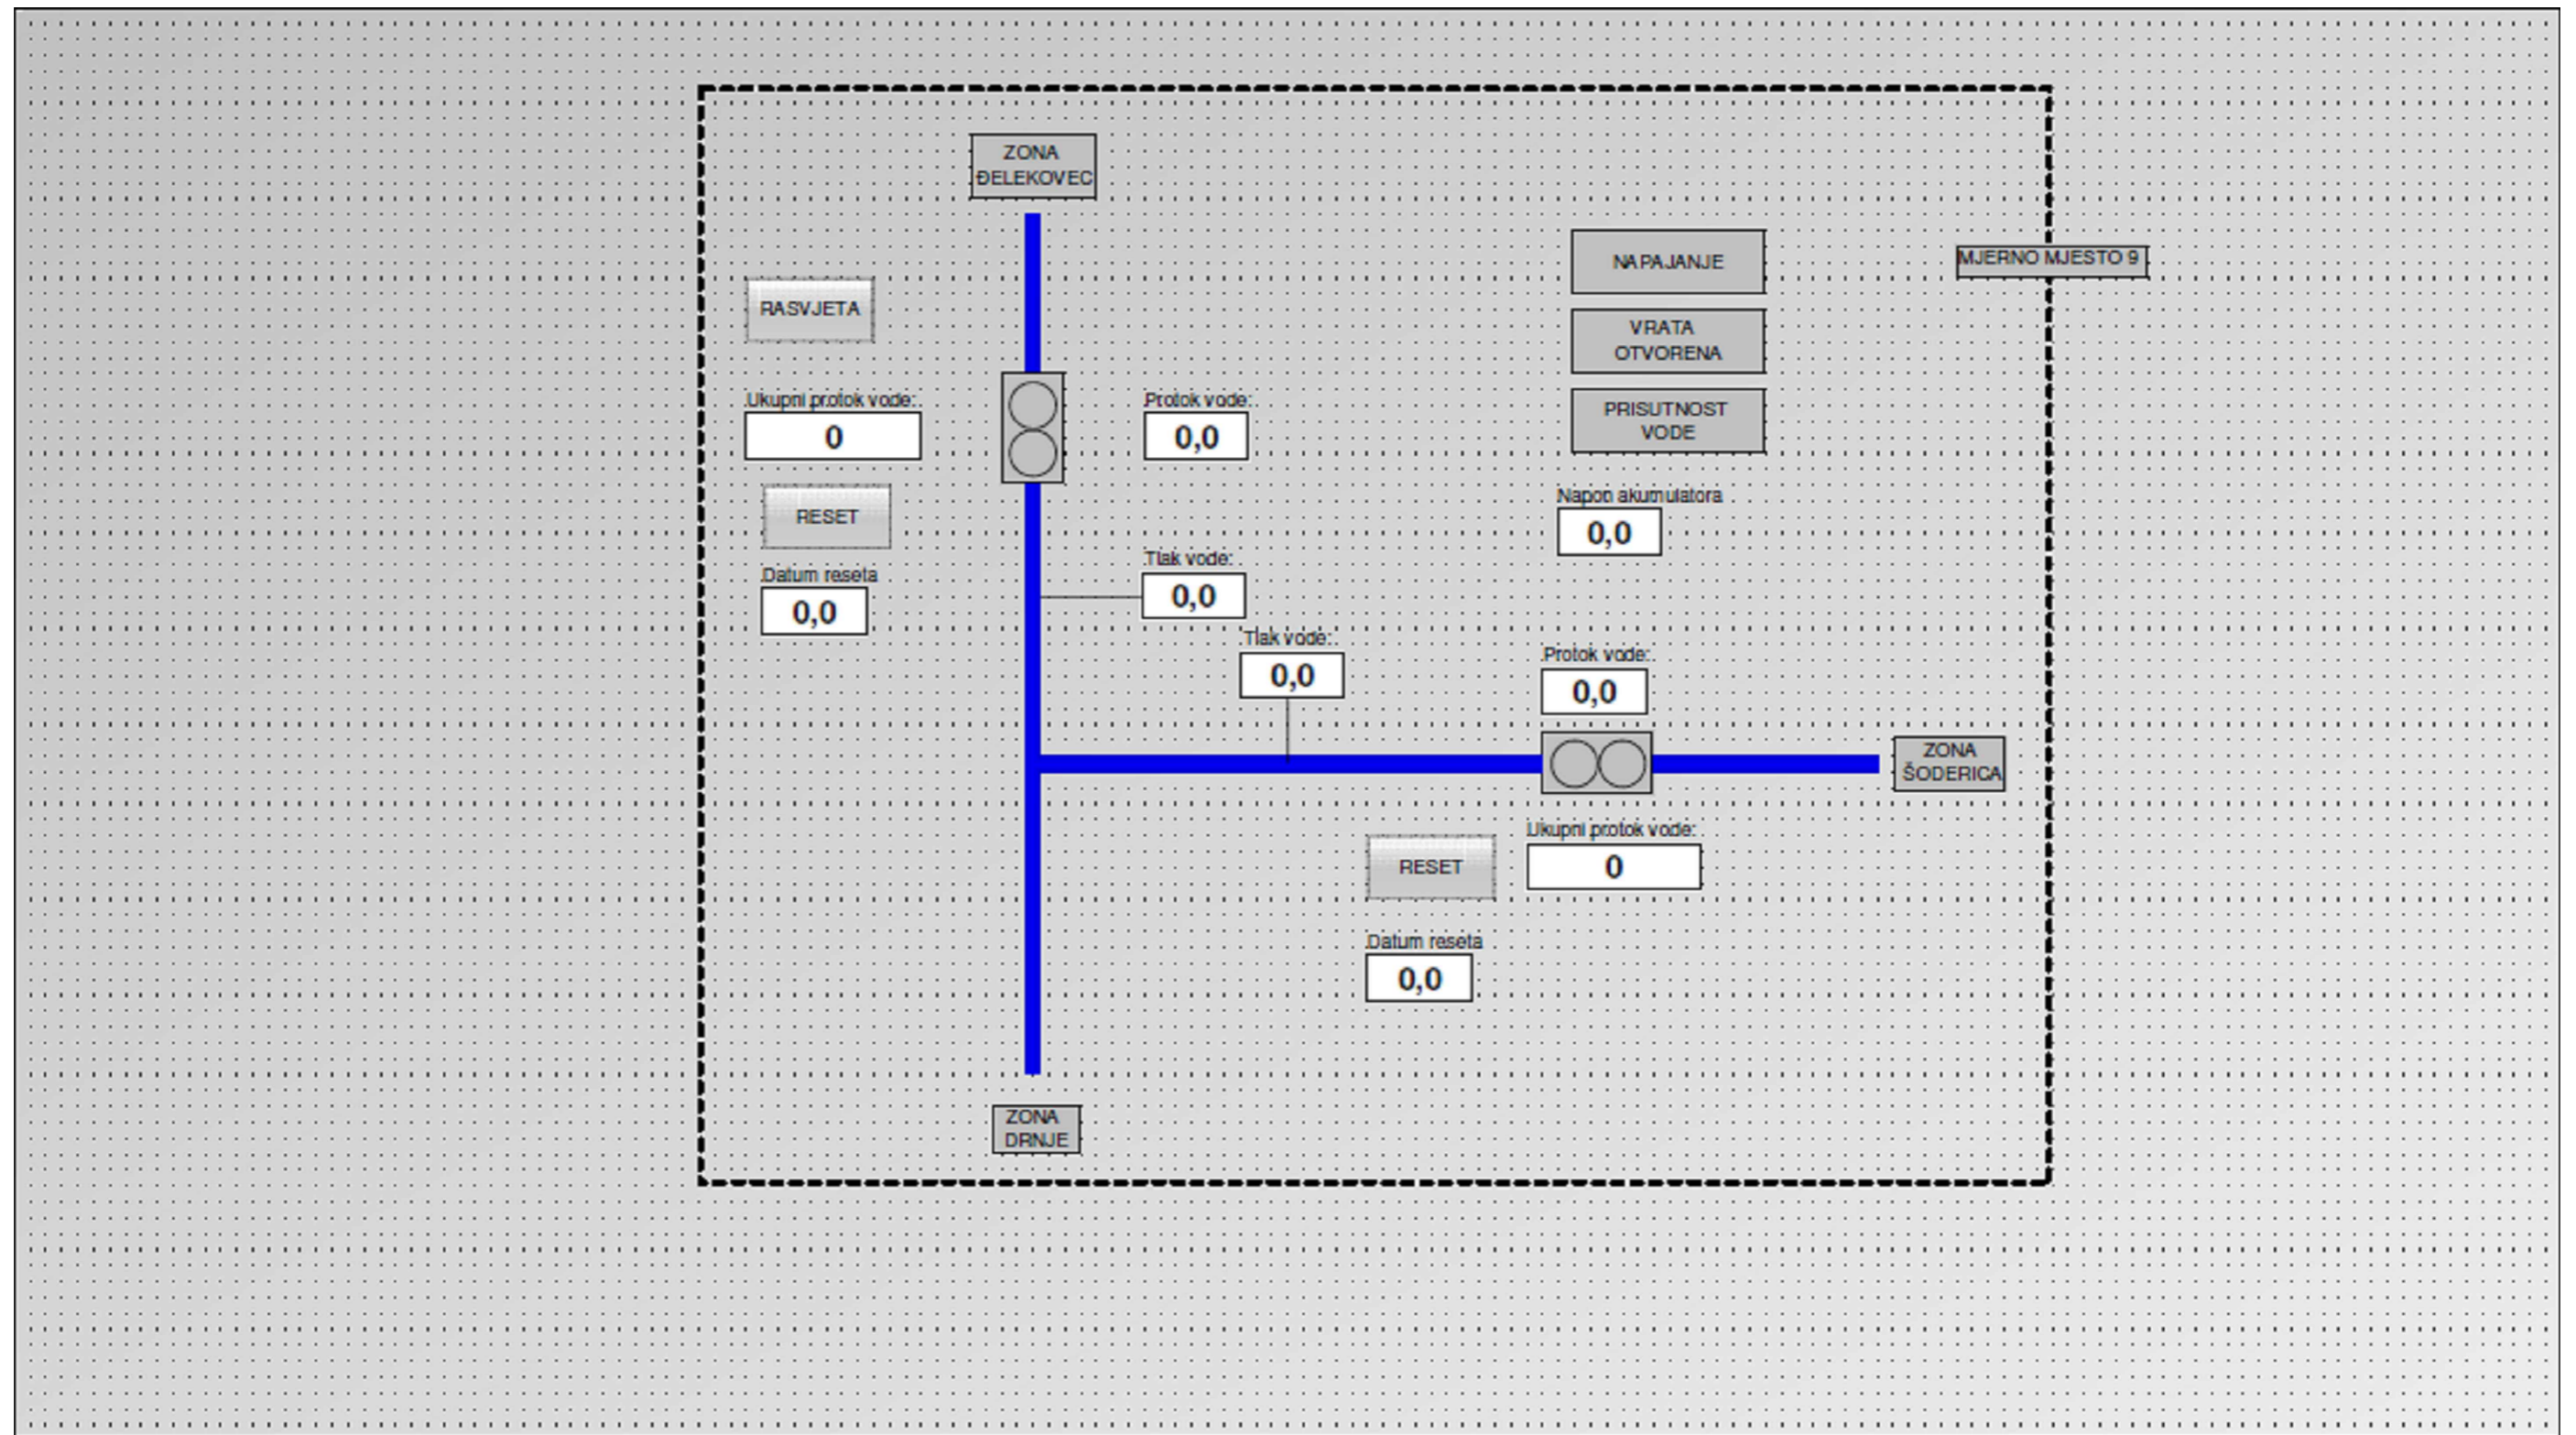 ZONA
ĐELEKOVEC
NAPAJANJE
MJERNO MJESTO 9
RASVJETA
VRATA
OTVORENA
Ukupni protok vode:
0
Protok vode:
0,0
PRISUTNOST
VODE
RESET
Napon akumulatora
0,0
Datum reseta
0,0
Tlak vode:
0,0
Tlak vode:
0,0
Protok vode:
0,0
ZONA
ŠODERICA
RESET
Ukupni protok vode:
0
Datum reseta
0,0
ZONA
DRNJE